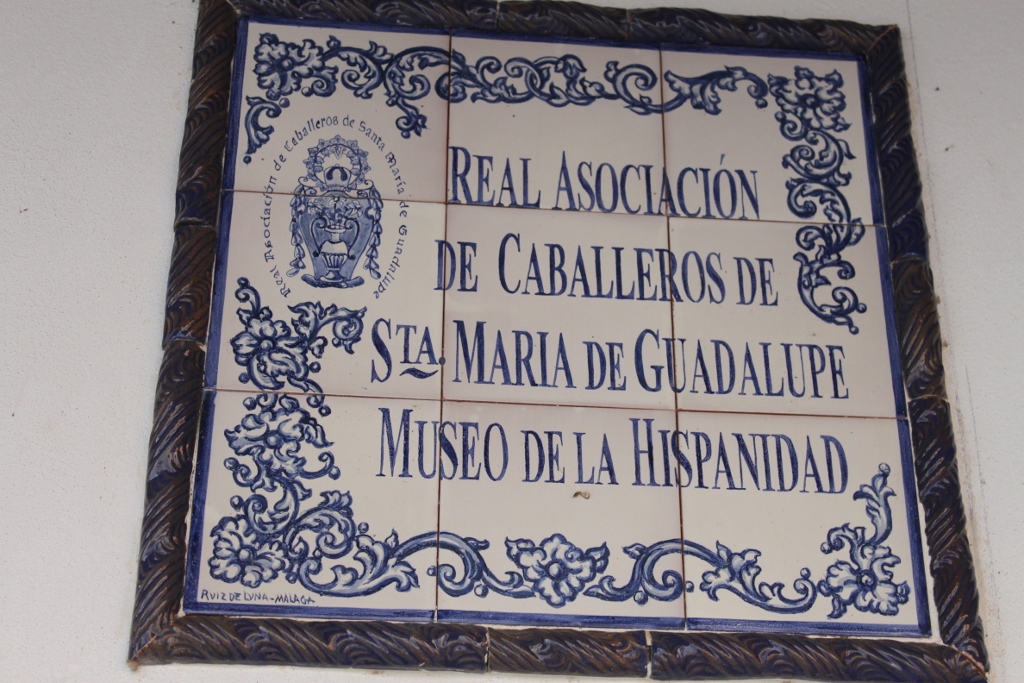 Real Asociación de Caballeros de Santa María de Guadalupe
REAL ASOCIACIÓN
DE CABALLEROS DE
STA. MARIA DE GUADALUPE
MUSEO DE LA HISPANIDAD
RUIZ DE LUNA-MALAGA